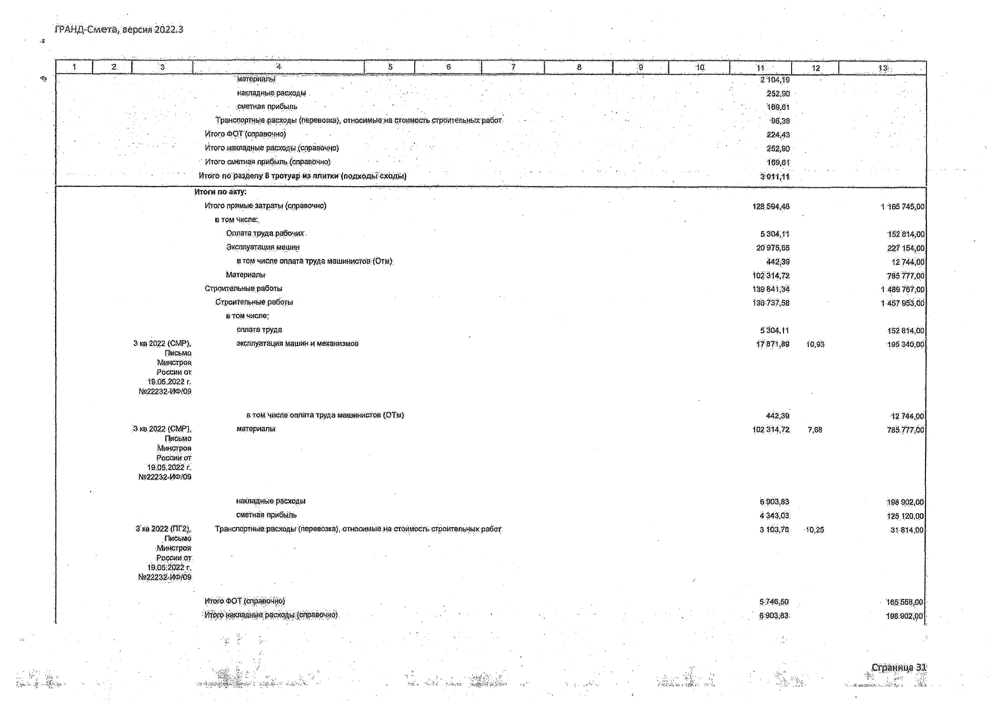 ГРАНД-Смета, версия 2022.3
1 2 3 4 5 6 7 8 9 10 11 12 13
материалы 2 104,19
накладные расходы 252,90
сметная прибыль 169,61
Транспортные расходы (перевозка), относимые на стоимость строительных работ 96,38
Итого ФОТ (справочно) 224,43
Итого накладные расходы (справочно) 252,90
Итого сметная прибыль (справочно) 169,61
Итого по разделу 8 тротуар из плитки (подходы сходы) 3 011,11
Итоги по акту:
Итого прямые затраты (справочно) 128 594,48 1 165 745,00
в том числе:
Оплата труда рабочих 5 304,11 152 814,00
Эксплуатация машин 20 975,65 227 154,00
в том числе оплата труда машинистов (Отм) 442,39 12 744,00
Материалы 102 314,72 785 777,00
Строительные работы 139 841,34 1 489 767,00
Строительные работы 136 737,58 1 457 953,00
в том числе:
оплата труда 5 304,11 152 814,00
3 кв 2022 (СМР), эксплуатация машин и механизмов 17 871,89 10,93 195 340,00
Письмо
Минстроя
России от
19.05.2022 г.
№22232-ИФ/09
в том числе оплата труда машинистов (ОТм) 442,39 12 744,00
3 кв 2022 (СМР), материалы 102 314,72 7,68 785 777,00
Письмо
Минстроя
России от
19.05.2022 г.
№22232-ИФ/09
накладные расходы 6 903,83 198 902,00
сметная прибыль 4 343,03 125 120,00
3 кв 2022 (ПГ2), Транспортные расходы (перевозка), относимые на стоимость строительных работ 3 103,76 10,25 31 814,00
Письмо
Минстроя
России от
19.05.2022 г.
№22232-ИФ/09
Итого ФОТ (справочно) 5 746,50 165 558,00
Итого накладные расходы (справочно) 6 903,83 198 902,00
Страница 31